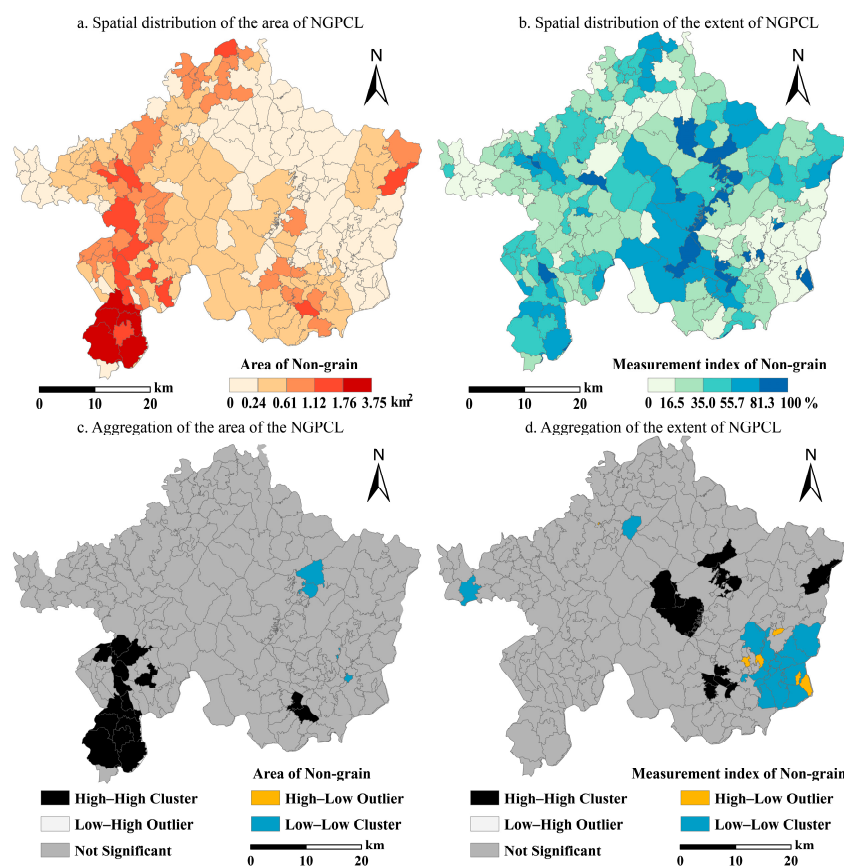 a. Spatial distribution of the area of NGPCL
b. Spatial distribution of the extent of NGPCL
N
N
Area of Non-grain
km
0 10 20
0 0.24 0.61 1.12 1.76 3.75 km²
Measurement index of Non-grain
km
0 10 20
0 16.5 35.0 55.7 81.3 100 %
c. Aggregation of the area of the NGPCL
d. Aggregation of the extent of NGPCL
N
N
Area of Non-grain
High–High Cluster
High–Low Outlier
Low–High Outlier
Low–Low Cluster
Not Significant
km
0 10 20
Measurement index of Non-grain
High–High Cluster
High–Low Outlier
Low–High Outlier
Low–Low Cluster
Not Significant
km
0 10 20